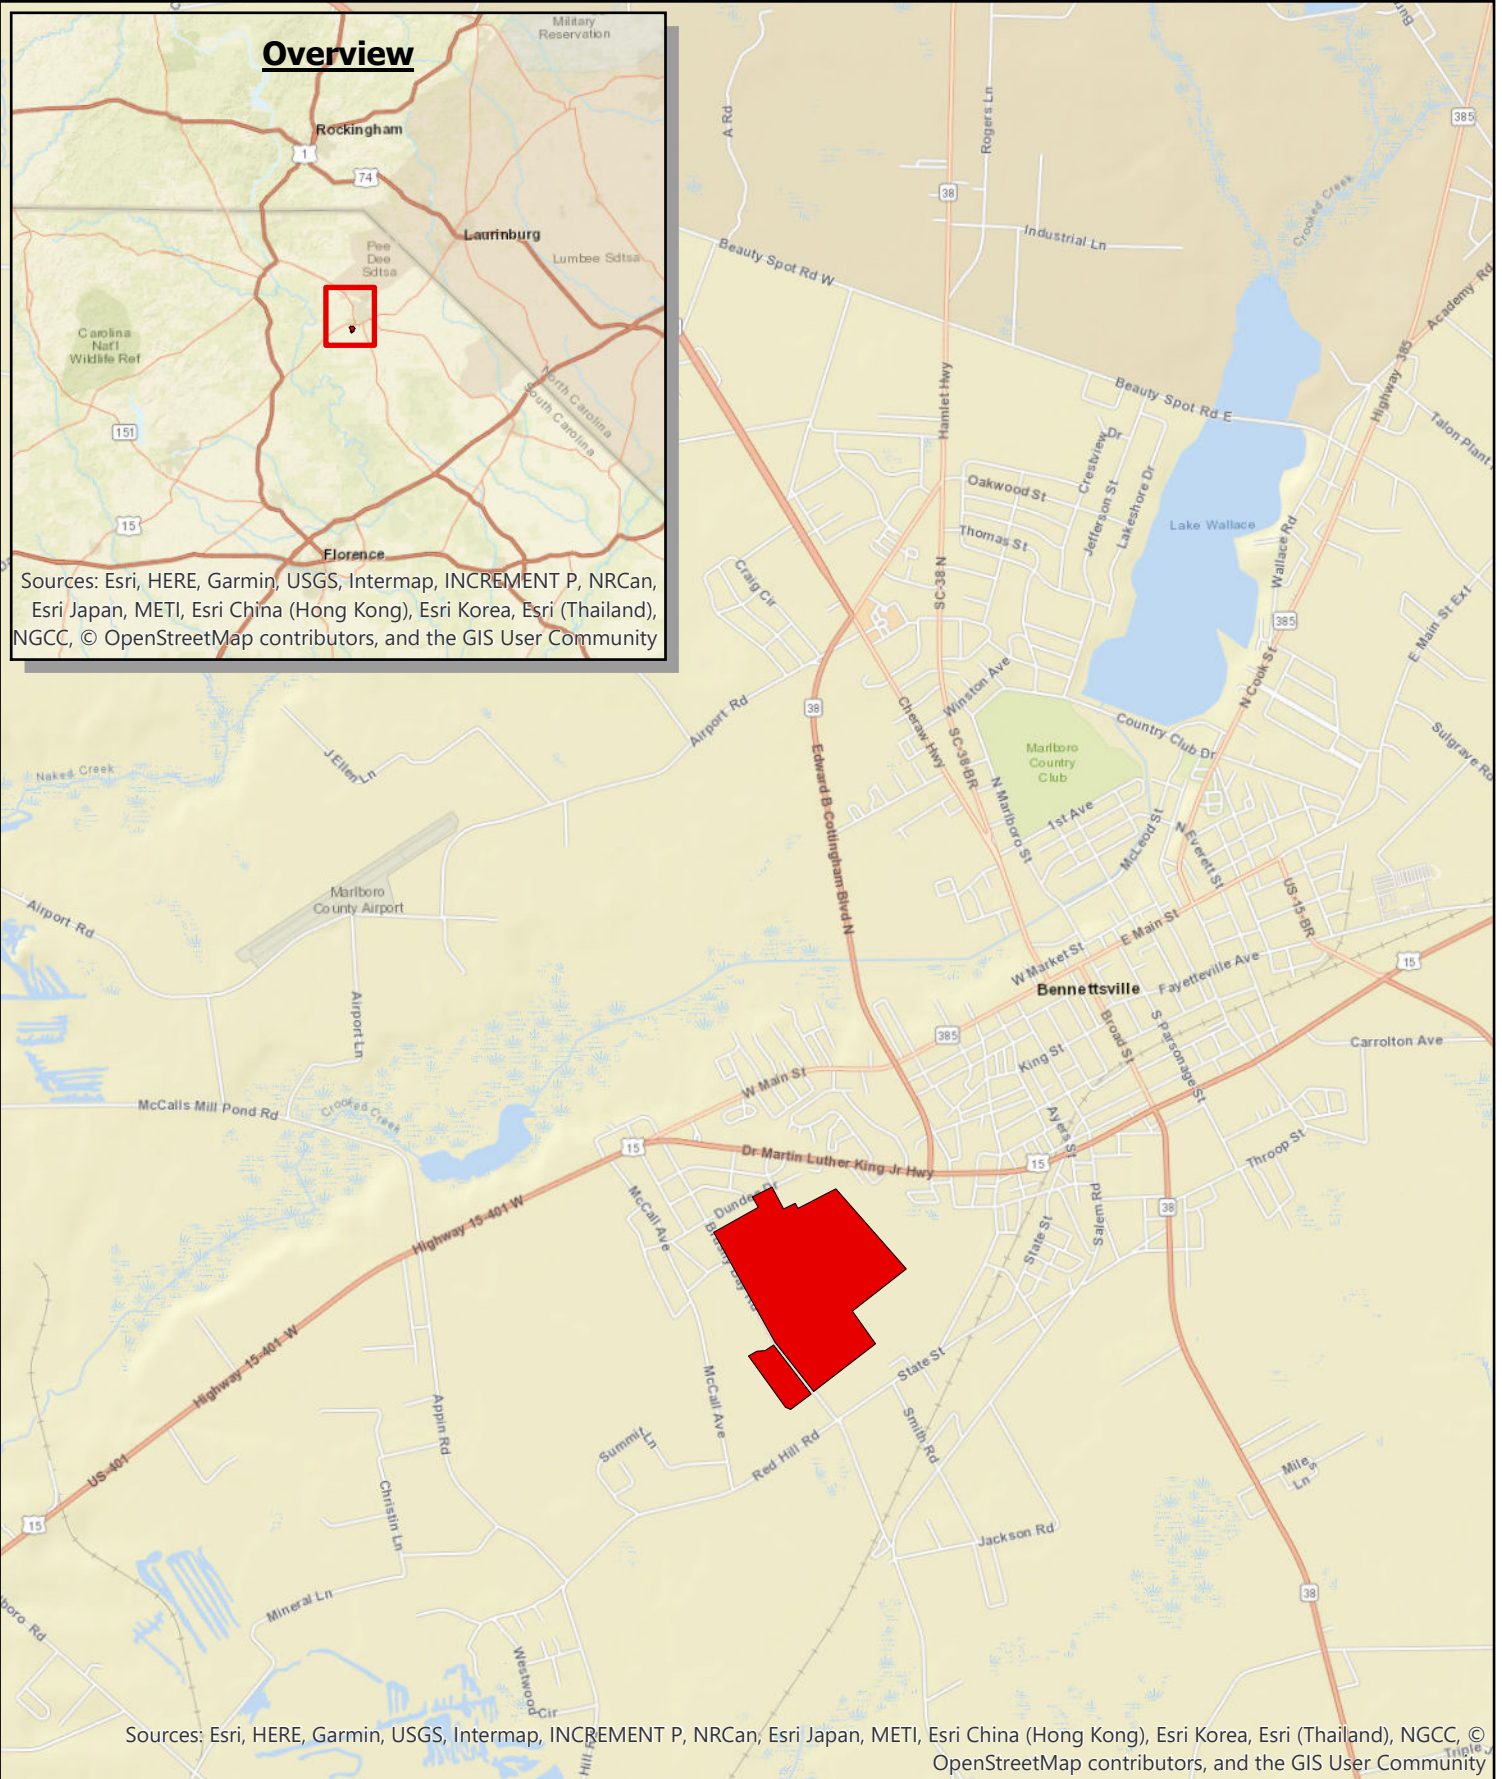 Overview
Military
Reservation
Rockingham
1
74
Laurinburg
Pee
Dee
Sdtsa
Lumbee Sdtsa
Carolina
Nat'l
Wildlife Ref
North Carolina
South Carolina
151
15
Florence
Sources: Esri, HERE, Garmin, USGS, Intermap, INCREMENT P, NRCan,
Esri Japan, METI, Esri China (Hong Kong), Esri Korea, Esri (Thailand),
NGCC, © OpenStreetMap contributors, and the GIS User Community
A Rd
Rogers Ln
385
38
Crooked Creek
Industrial Ln
Beauty Spot Rd W
Academy Rd
Highway 385
Hamlet Hwy
Beauty Spot Rd E
Talon Plant
Crestview Dr
Oakwood St
Jefferson St
Lakeshore Dr
Lake Wallace
Thomas St
Wallace Rd
Craig Cir
SC-38 N
385
E Main St Ext
Winston Ave
N Cook St
Airport Rd
38
Cheraw Hwy
Country Club Dr
SC-38-BR
Marlboro
Country
Club
Sulgrave Rd
J Ellen Ln
Naked Creek
Edward B Cottingham Blvd N
N Marlboro St
1st Ave
McLeod St
N Everett St
Marlboro
County Airport
US-15-BR
Airport Rd
E Main St
W Market St
15
Fayetteville Ave
Bennettsville
Airport Ln
385
Broad St
S Parsonage St
King St
Carrolton Ave
W Main St
McCalls Mill Pond Rd
Crooked Creek
Ayers St
15
Dr Martin Luther King Jr Hwy
15
Throop St
McCall Ave
Dundee Dr
Salem Rd
38
Highway 15-401 W
State St
Highway 15-401 W
State St
McCall Ave
Appin Rd
Smith Rd
Summit Ln
Red Hill Rd
US-401
Miles
Ln
Christin Ln
15
Jackson Rd
Mineral Ln
38
boro Rd
Westwood Cir
Hill R
Triple
Sources: Esri, HERE, Garmin, USGS, Intermap, INCREMENT P, NRCan, Esri Japan, METI, Esri China (Hong Kong), Esri Korea, Esri (Thailand), NGCC, ©
OpenStreetMap contributors, and the GIS User Community